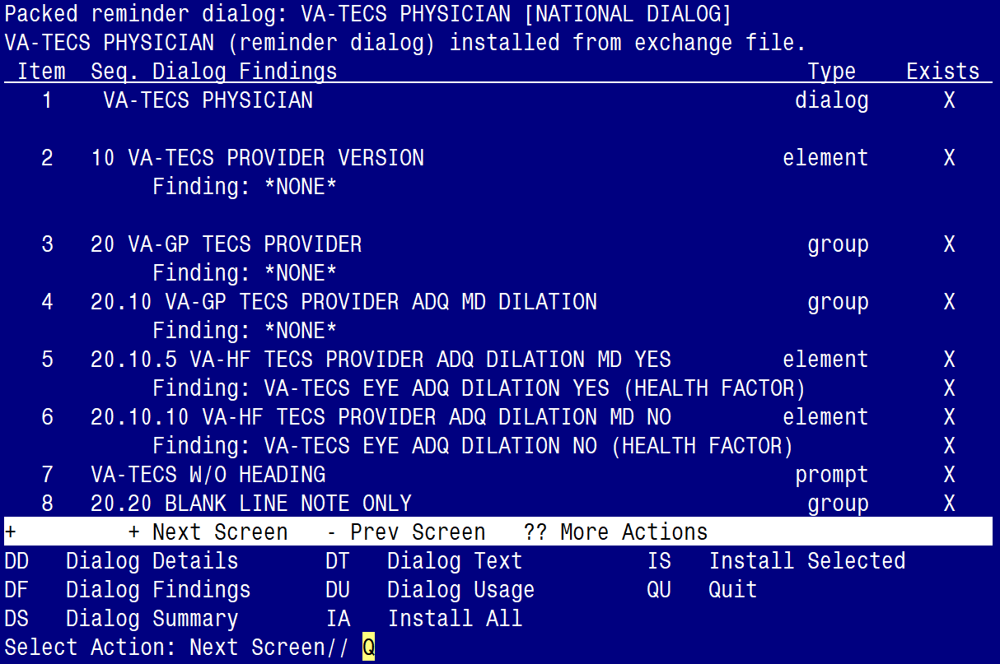 Packed reminder dialog: VA-TECS PHYSICIAN [NATIONAL DIALOG]
VA-TECS PHYSICIAN (reminder dialog) installed from exchange file.
Item  Seq. Dialog Findings                                      Type    Exists
1    VA-TECS PHYSICIAN                                       dialog      X
2   10 VA-TECS PROVIDER VERSION                             element      X
Finding: *NONE*
3   20 VA-GP TECS PROVIDER                                    group      X
Finding: *NONE*
4   20.10 VA-GP TECS PROVIDER ADQ MD DILATION                 group      X
Finding: *NONE*
5   20.10.5 VA-HF TECS PROVIDER ADQ DILATION MD YES         element      X
Finding: VA-TECS EYE ADQ DILATION YES (HEALTH FACTOR)            X
6   20.10.10 VA-HF TECS PROVIDER ADQ DILATION MD NO         element      X
Finding: VA-TECS EYE ADQ DILATION NO (HEALTH FACTOR)             X
7   VA-TECS W/O HEADING                                      prompt      X
8   20.20 BLANK LINE NOTE ONLY                                group      X
+         + Next Screen   - Prev Screen   ?? More Actions
DD   Dialog Details       DT   Dialog Text          IS   Install Selected
DF   Dialog Findings      DU   Dialog Usage         QU   Quit
DS   Dialog Summary       IA   Install All
Select Action: Next Screen// Q